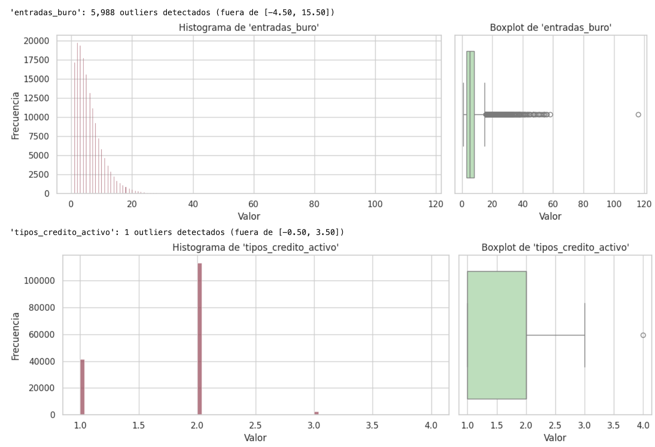 'entradas_buro': 5,988 outliers detectados (fuera de [−4.50, 15.50])
Histograma de 'entradas_buro'
Boxplot de 'entradas_buro'
20000
17500
15000
12500
10000
7500
5000
2500
0
Frecuencia
0 20 40 60 80 100 120
Valor
0 20 40 60 80 100 120
Valor
'tipos_credito_activo': 1 outliers detectados (fuera de [−0.50, 3.50])
Histograma de 'tipos_credito_activo'
Boxplot de 'tipos_credito_activo'
100000
80000
60000
40000
20000
0
Frecuencia
1.0 1.5 2.0 2.5 3.0 3.5 4.0
Valor
1.0 1.5 2.0 2.5 3.0 3.5 4.0
Valor